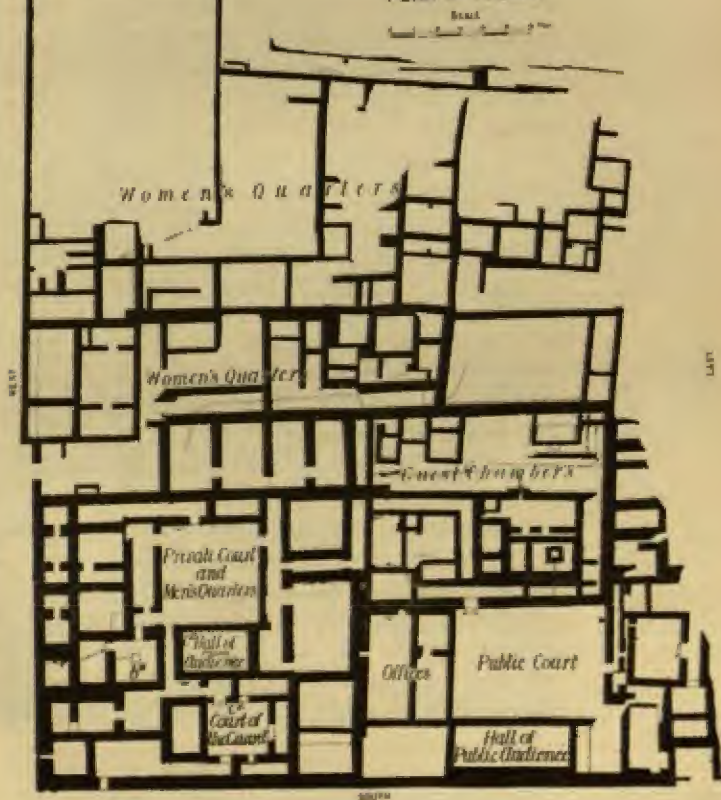 Scale
Women's Quarters
WEST
EAST
Women's Quarters
Guest Chambers
Private Court
and
Men's Quarters
Hall of
Audience
Offices
Public Court
Court of
the Guard
Hall of
Public Audience
SOUTH